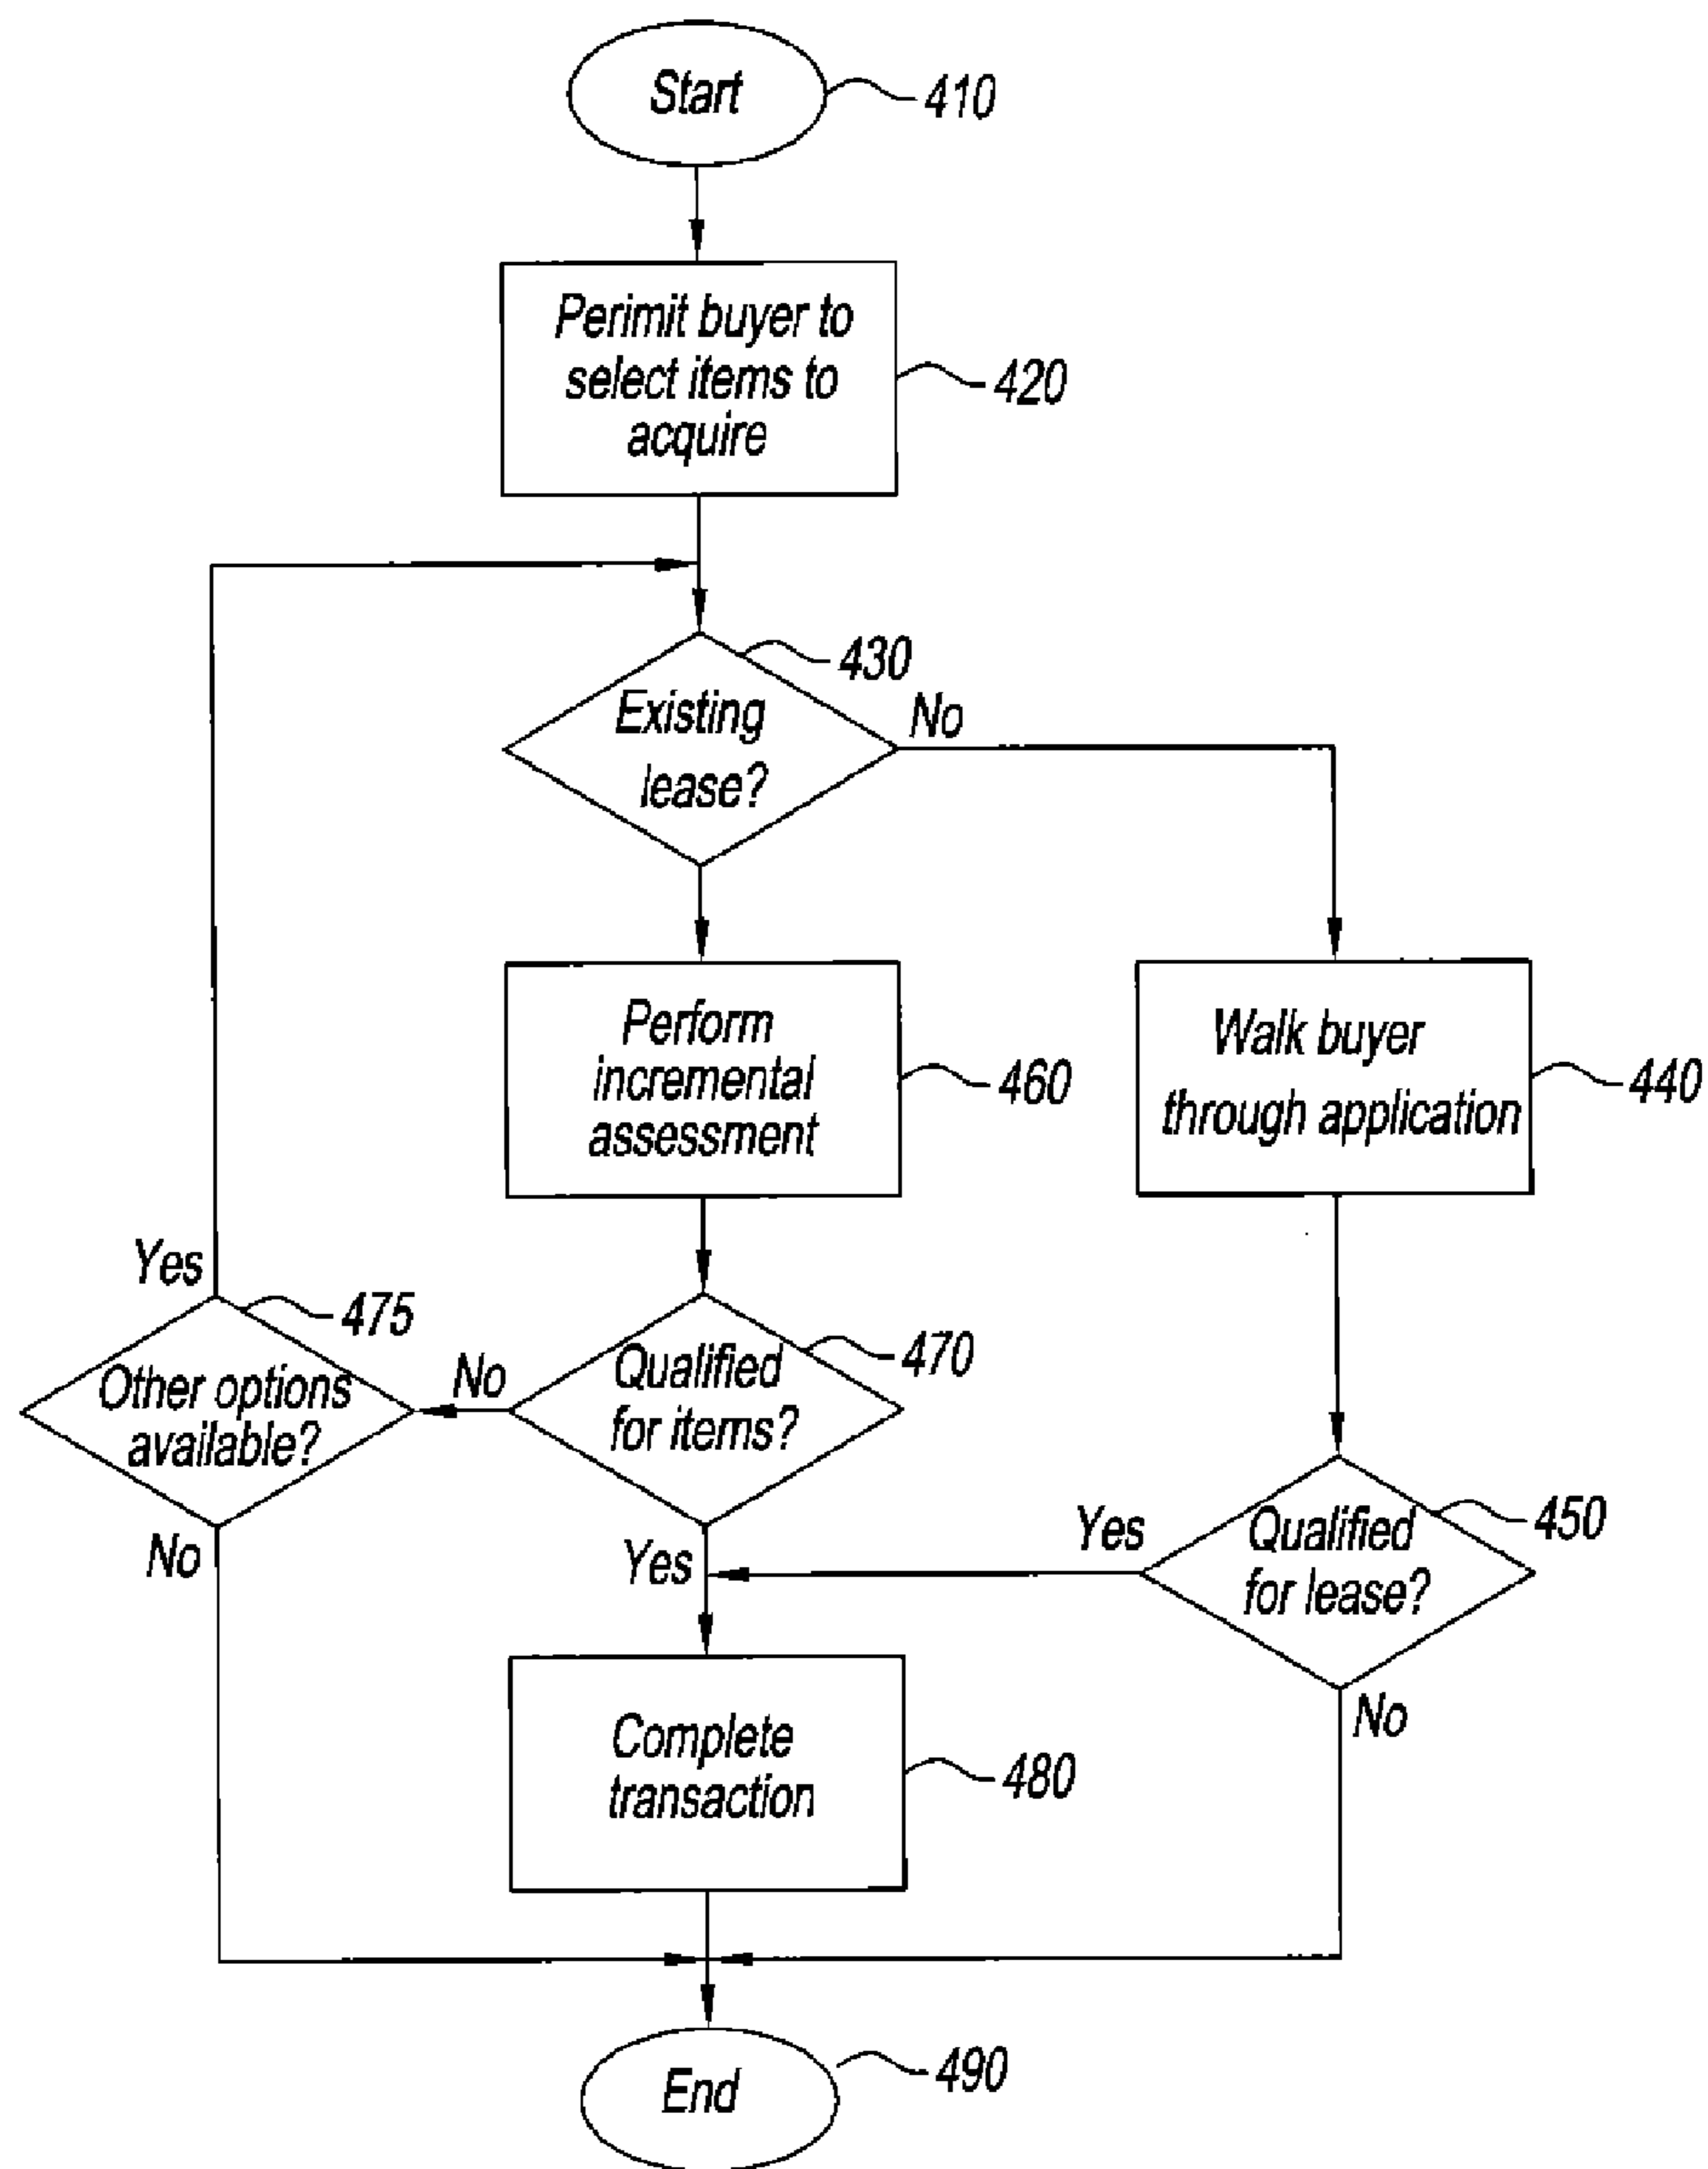 Start
410
Perimit buyer to
select items to
acquire
420
430
Existing
lease?
No
Perform
incremental
assessment
460
Walk buyer
through application
440
Yes
475
Other options
available?
No
No
Qualified
for items?
470
Yes
Yes
Qualified
for lease?
450
No
Complete
transaction
480
End
490